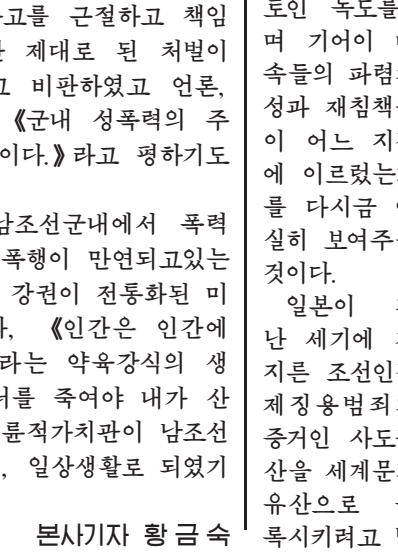 고를 근절하고 책임
제대로 된 처벌이
비판하였고 언론,
《군내 성폭력의 주
이다.》라고 평하기도
남조선군내에서 폭력
폭행이 만연되고있는
강권이 전통화된 미
《인간은 인간에
라는 약육강식의 생
너를 죽여야 내가 산
륜적가치관이 남조선
일상생활로 되였기
본사기자 황금숙
토인 독도를
며 기어이
속들의 파렴
성과 재침책
이 어느 지
에 이르렀는
를 다시금
실히 보여주
것이다.
일본이
난 세기에
지른 조선인
제징용범죄
증거인 사도
산을 세계문
유산으로
록시키려고